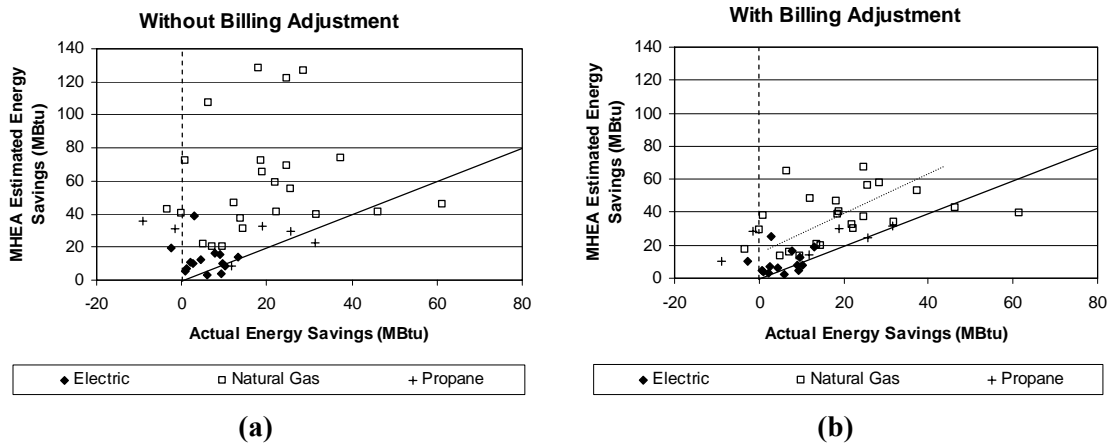 Without Billing Adjustment
MHEA Estimated Energy
Savings (MBtu)
140
120
100
80
60
40
20
0
-20 0 20 40 60 80
Actual Energy Savings (MBtu)
Electric Natural Gas Propane
(a)
With Billing Adjustment
MHEA Estimated Energy
Savings (MBtu)
140
120
100
80
60
40
20
0
-20 0 20 40 60 80
Actual Energy Savings (MBtu)
Electric Natural Gas Propane
(b)